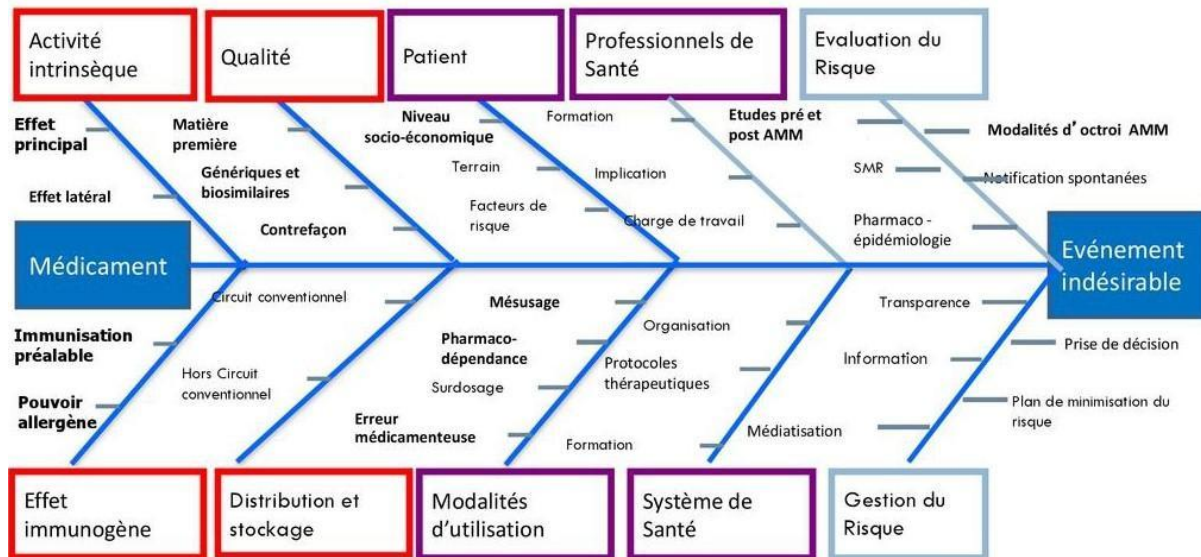 Activité
intrinsèque
Qualité
Patient
Professionnels de
Santé
Evaluation du
Risque
Effet
principal
Effet latéral
Matière
première
Génériques et
biosimilaires
Contrefaçon
Niveau
socio-économique
Terrain
Facteurs de
risque
Formation
Implication
Charge de travail
Etudes pré et
post AMM
SMR
Pharmaco -
épidémiologie
Modalités d' octroi AMM
Notification spontanées
Médicament
Evénement
indésirable
Immunisation
préalable
Pouvoir
allergène
Circuit conventionnel
Hors Circuit
conventionnel
Mésusage
Pharmaco-
dépendance
Surdosage
Erreur
médicamenteuse
Organisation
Protocoles
thérapeutiques
Formation
Transparence
Information
Médiatisation
Prise de décision
Plan de minimisation du
risque
Effet
immunogène
Distribution et
stockage
Modalités
d'utilisation
Système de
Santé
Gestion du
Risque